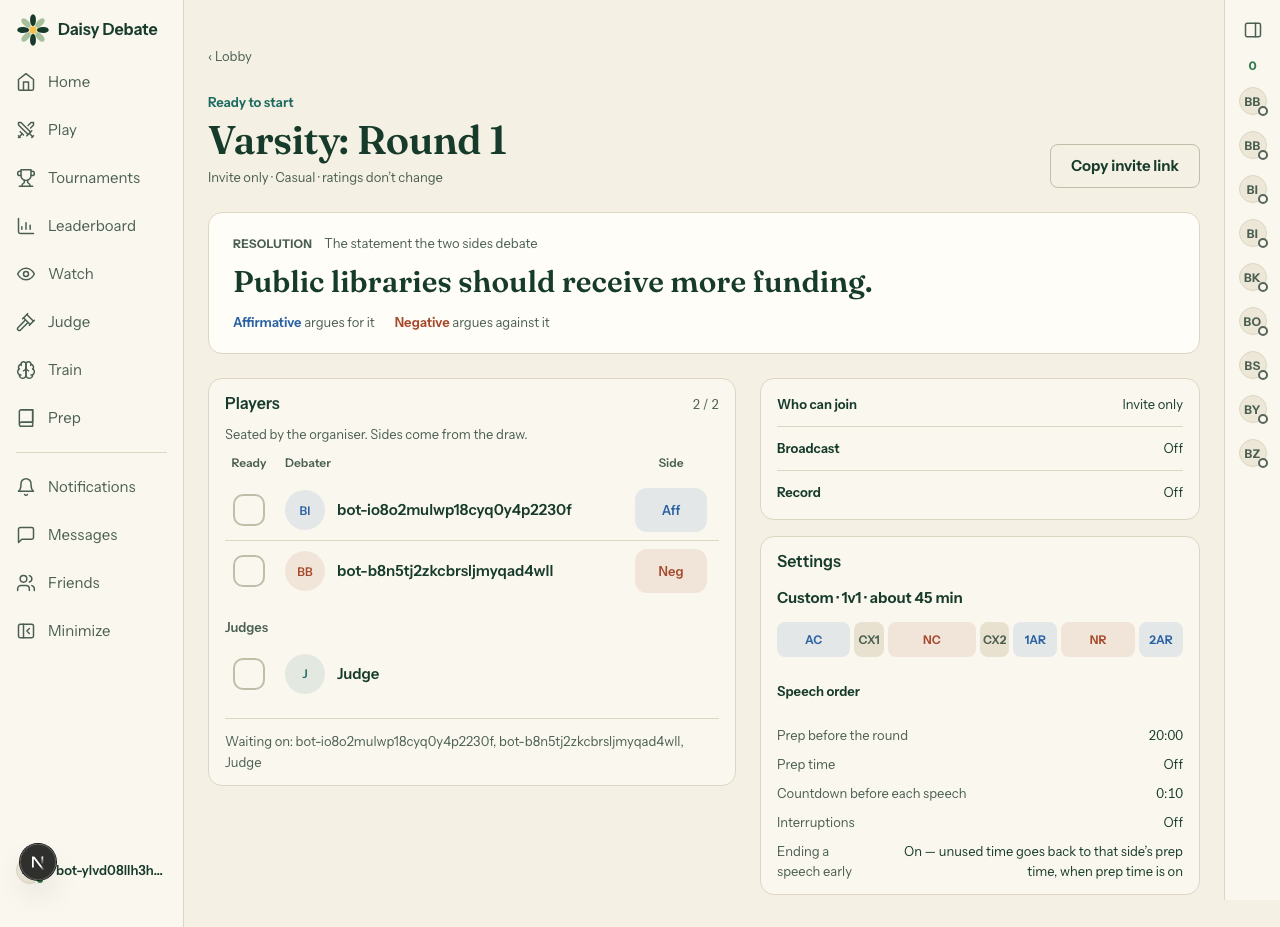 Daisy Debate
Home
Play
Tournaments
Leaderboard
Watch
Judge
Train
Prep
Notifications
Messages
Friends
Minimize
N
bot-ylvd08llh3h...
‹ Lobby
Ready to start
Varsity: Round 1
Invite only · Casual · ratings don't change
Copy invite link
RESOLUTION The statement the two sides debate
Public libraries should receive more funding.
Affirmative argues for it Negative argues against it
Players 2 / 2
Seated by the organiser. Sides come from the draw.
Ready Debater Side
BI bot-io8o2mulwp18cyq0y4p2230f Aff
BB bot-b8n5tj2zkcbrsljmyqad4wll Neg
Judges
J Judge
Waiting on: bot-io8o2mulwp18cyq0y4p2230f, bot-b8n5tj2zkcbrsljmyqad4wll,
Judge
Who can join Invite only
Broadcast Off
Record Off
Settings
Custom · 1v1 · about 45 min
AC CX1 NC CX2 1AR NR 2AR
Speech order
Prep before the round 20:00
Prep time Off
Countdown before each speech 0:10
Interruptions Off
Ending a speech early On — unused time goes back to that side's prep
time, when prep time is on
0
BB
BB
BI
BI
BK
BO
BS
BY
BZ